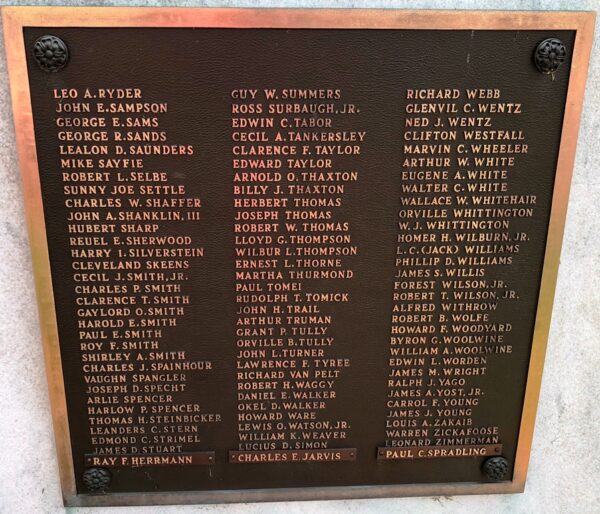 LEO A. RYDER
JOHN E. SAMPSON
GEORGE E. SAMS
GEORGE R. SANDS
LEALON D. SAUNDERS
MIKE SAYFIE
ROBERT L. SELBE
SUNNY JOE SETTLE
CHARLES W. SHAFFER
JOHN A. SHANKLIN, III
HUBERT SHARP
REUEL E. SHERWOOD
HARRY I. SILVERSTEIN
CLEVELAND SKEENS
CECIL J. SMITH, JR.
CHARLES P. SMITH
CLARENCE T. SMITH
GAYLORD O. SMITH
HAROLD E. SMITH
PAUL E. SMITH
ROY F. SMITH
SHIRLEY A. SMITH
CHARLES J. SPAINHOUR
VAUGHN SPANGLER
JOSEPH D. SPECHT
ARLIE SPENCER
HARLOW P. SPENCER
THOMAS H. STEINBICKER
LEANDERS C. STERN
EDMOND C. STRIMEL
JAMES D. STUART
RAY F. HERRMANN
GUY W. SUMMERS
ROSS SURBAUGH, JR.
EDWIN C. TABOR
CECIL A. TANKERSLEY
CLARENCE F. TAYLOR
EDWARD TAYLOR
ARNOLD O. THAXTON
BILLY J. THAXTON
HERBERT THOMAS
JOSEPH THOMAS
ROBERT W. THOMAS
LLOYD G. THOMPSON
WILBUR L. THOMPSON
ERNEST L. THORNE
MARTHA THURMOND
PAUL TOMEI
RUDOLPH T. TOMICK
JOHN H. TRAIL
ARTHUR TRUMAN
GRANT P. TULLY
ORVILLE B. TULLY
JOHN L. TURNER
LAWRENCE F. TYREE
RICHARD VAN PELT
ROBERT H. WAGGY
DANIEL E. WALKER
OKEL D. WALKER
HOWARD WARE
LEWIS O. WATSON, JR.
WILLIAM K. WEAVER
LUCIUS D. SIMON
CHARLES E. JARVIS
RICHARD WEBB
GLENVIL C. WENTZ
NED J. WENTZ
CLIFTON WESTFALL
MARVIN C. WHEELER
ARTHUR W. WHITE
EUGENE A. WHITE
WALTER C. WHITE
WALLACE W. WHITEHAIR
ORVILLE WHITTINGTON
W. J. WHITTINGTON
HOMER H. WILBURN, JR.
L. C. (JACK) WILLIAMS
PHILLIP D. WILLIAMS
JAMES S. WILLIS
FOREST WILSON, JR.
ROBERT T. WILSON, JR.
ALFRED WITHROW
ROBERT B. WOLFE
HOWARD F. WOODYARD
BYRON G. WOOLWINE
WILLIAM A. WOOLWINE
EDWIN L. WORDEN
JAMES M. WRIGHT
RALPH J. YAGO
JAMES A. YOST, JR.
CARROL F. YOUNG
JAMES J. YOUNG
LOUIS A. ZAKAIB
WARREN ZICKAFOOSE
LEONARD ZIMMERMAN
PAUL C. SPRADLING